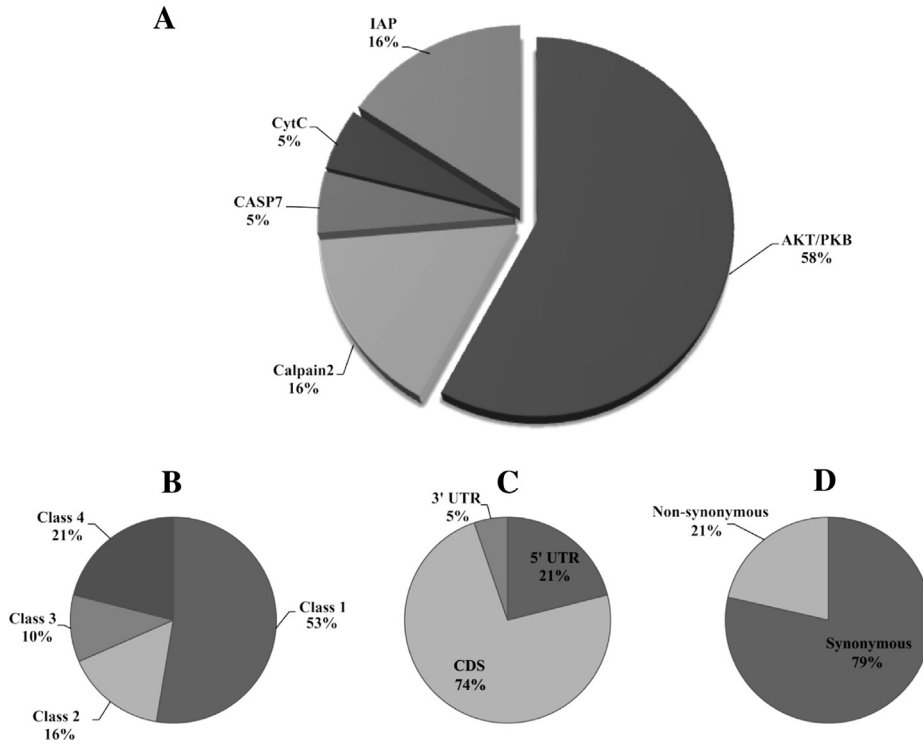 A
IAP
16%
CytC
5%
CASP7
5%
AKT/PKB
58%
Calpain2
16%
B
Class 4
21%
Class 1
53%
Class 3
10%
Class 2
16%
C
3' UTR
5%
5' UTR
21%
CDS
74%
D
Non-synonymous
21%
Synonymous
79%